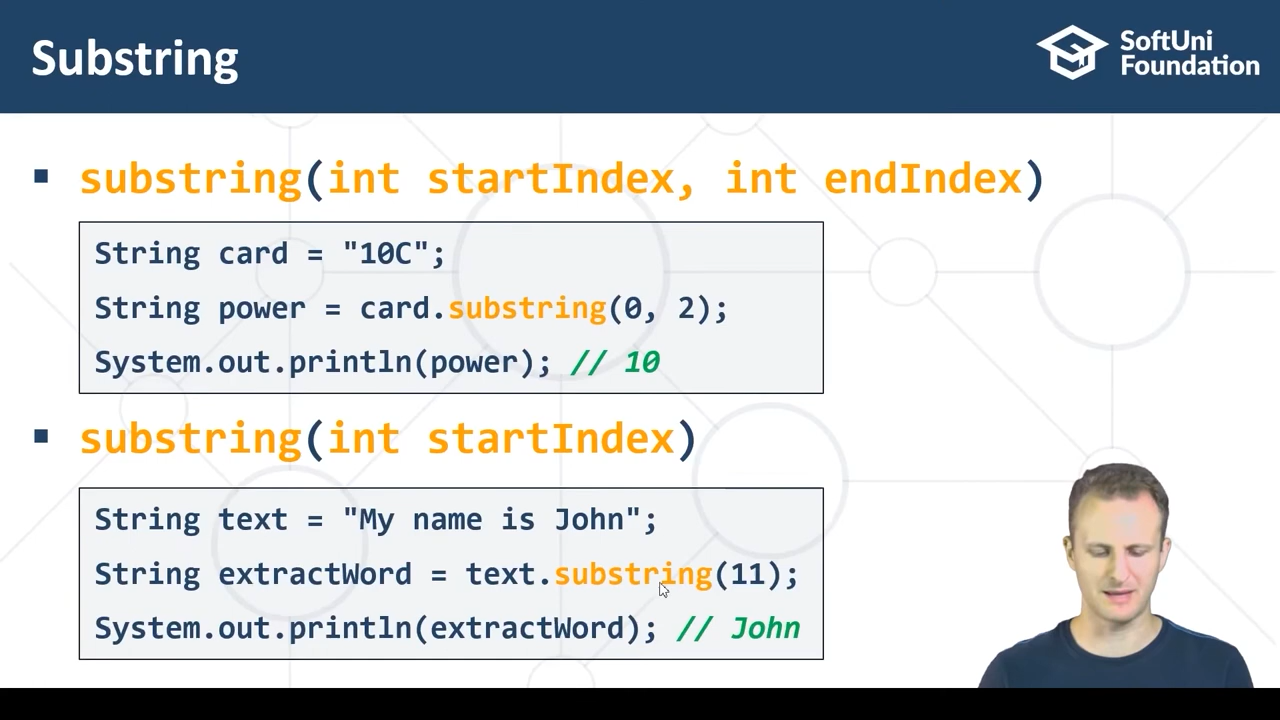 Substring
SoftUni
Foundation
▪ substring(int startIndex, int endIndex)
String card = "10C";
String power = card.substring(0, 2);
System.out.println(power); // 10
▪ substring(int startIndex)
String text = "My name is John";
String extractWord = text.substring(11);
System.out.println(extractWord); // John